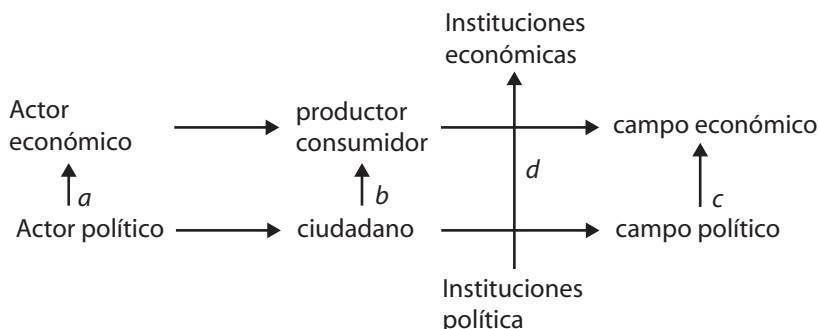 Instituciones
económicas
Actor
económico
productor
consumidor
campo económico
a
b
d
c
Actor político
ciudadano
campo político
Instituciones
política